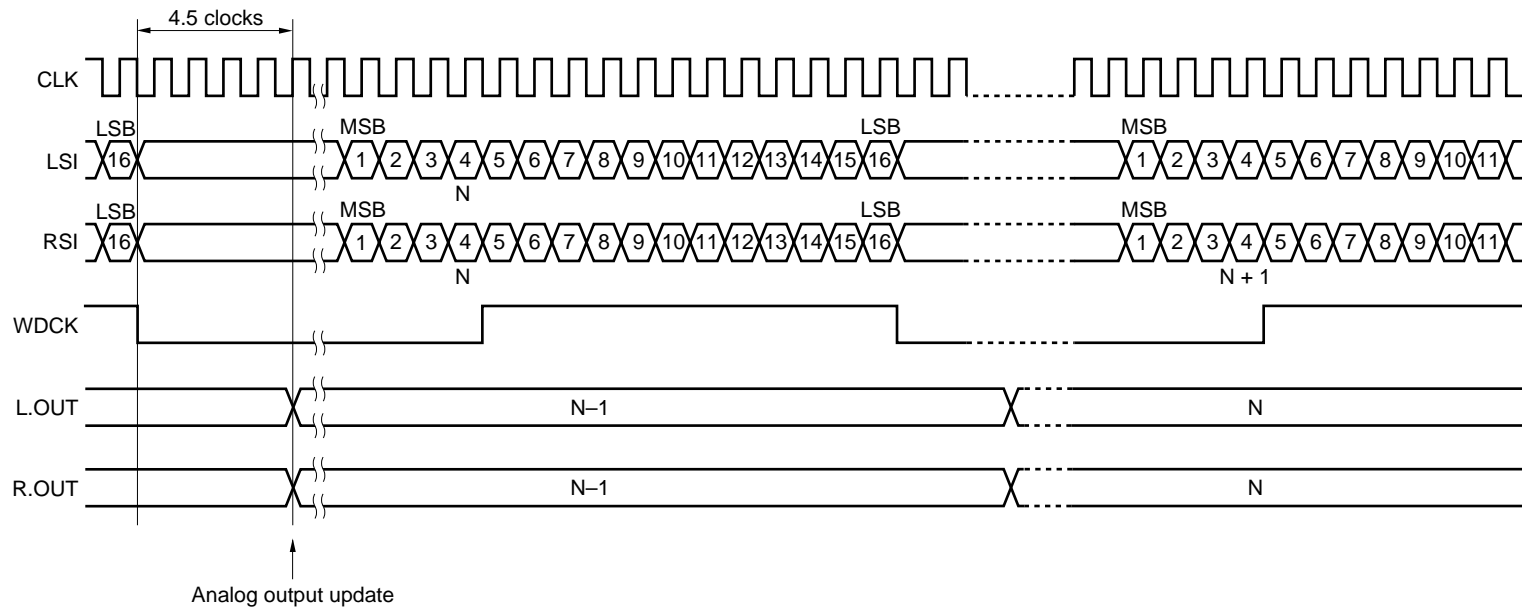 4.5 clocks
CLK
LSB MSB LSB MSB
LSI 16 1 2 3 4 5 6 7 8 9 10 11 12 13 14 15 16 1 2 3 4 5 6 7 8 9 10 11
N
LSB MSB LSB MSB
RSI 16 1 2 3 4 5 6 7 8 9 10 11 12 13 14 15 16 1 2 3 4 5 6 7 8 9 10 11
N N + 1
WDCK
L.OUT N–1 N
R.OUT N–1 N
Analog output update